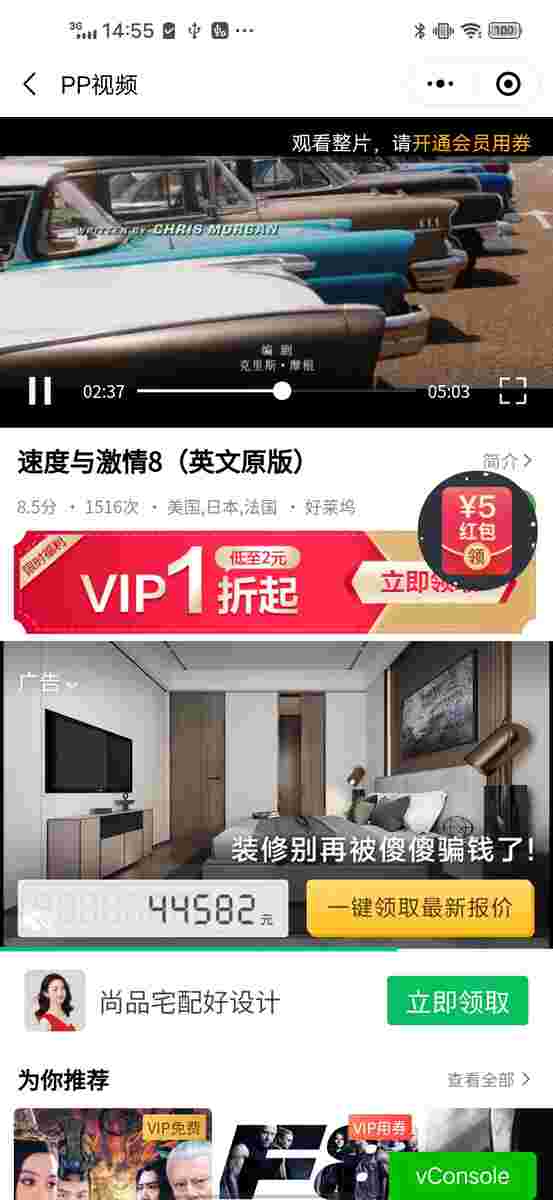 3G 14:55
100
PP视频
观看整片，请开通会员用券
WRITTEN BY CHRIS MORGAN
编 剧
克里斯·摩根
02:37
05:03
速度与激情8（英文原版）
简介
8.5分 · 1516次 · 美国,日本,法国 · 好莱坞
¥5
红包
领
限时福利
VIP1折起
低至2元
立即领取
广告
装修别再被傻傻骗钱了！
44582元
一键领取最新报价
尚品宅配好设计
立即领取
为你推荐
查看全部
VIP免费
F8
VIP用券
vConsole